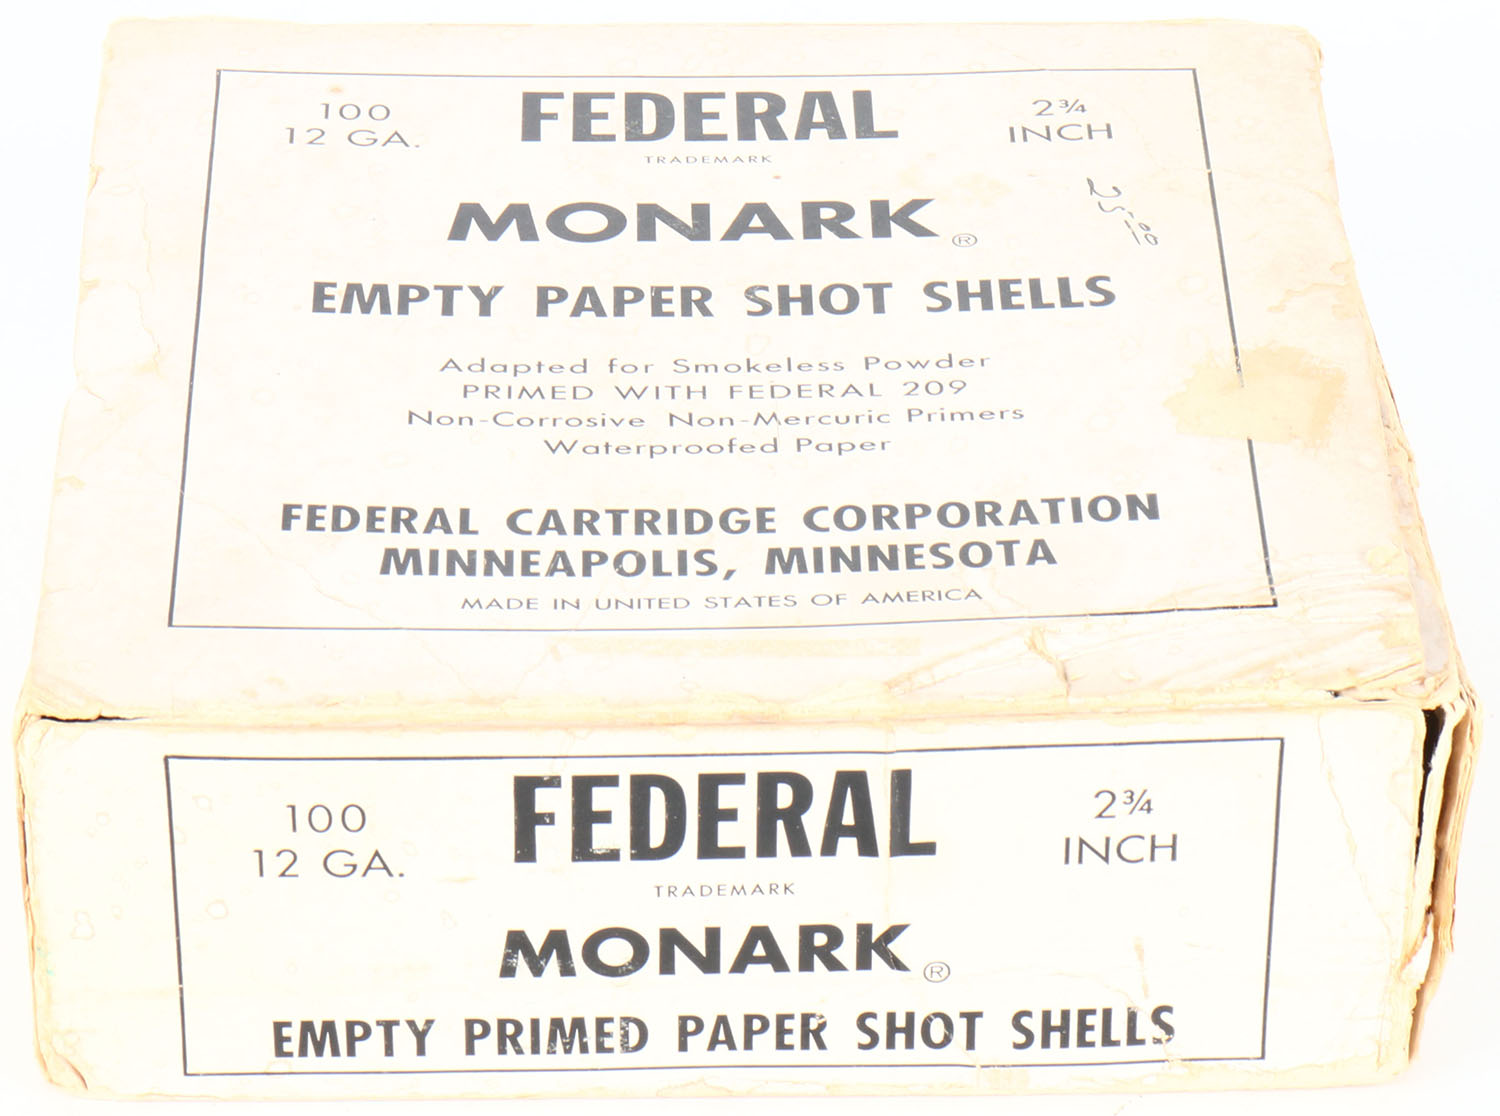 100
12 GA.
FEDERAL
TRADEMARK
2¾
INCH
25.00
MONARK ®
EMPTY PAPER SHOT SHELLS
Adapted for Smokeless Powder
PRIMED WITH FEDERAL 209
Non-Corrosive Non-Mercuric Primers
Waterproofed Paper
FEDERAL CARTRIDGE CORPORATION
MINNEAPOLIS, MINNESOTA
MADE IN UNITED STATES OF AMERICA
100
12 GA.
FEDERAL
TRADEMARK
2¾
INCH
MONARK ®
EMPTY PRIMED PAPER SHOT SHELLS